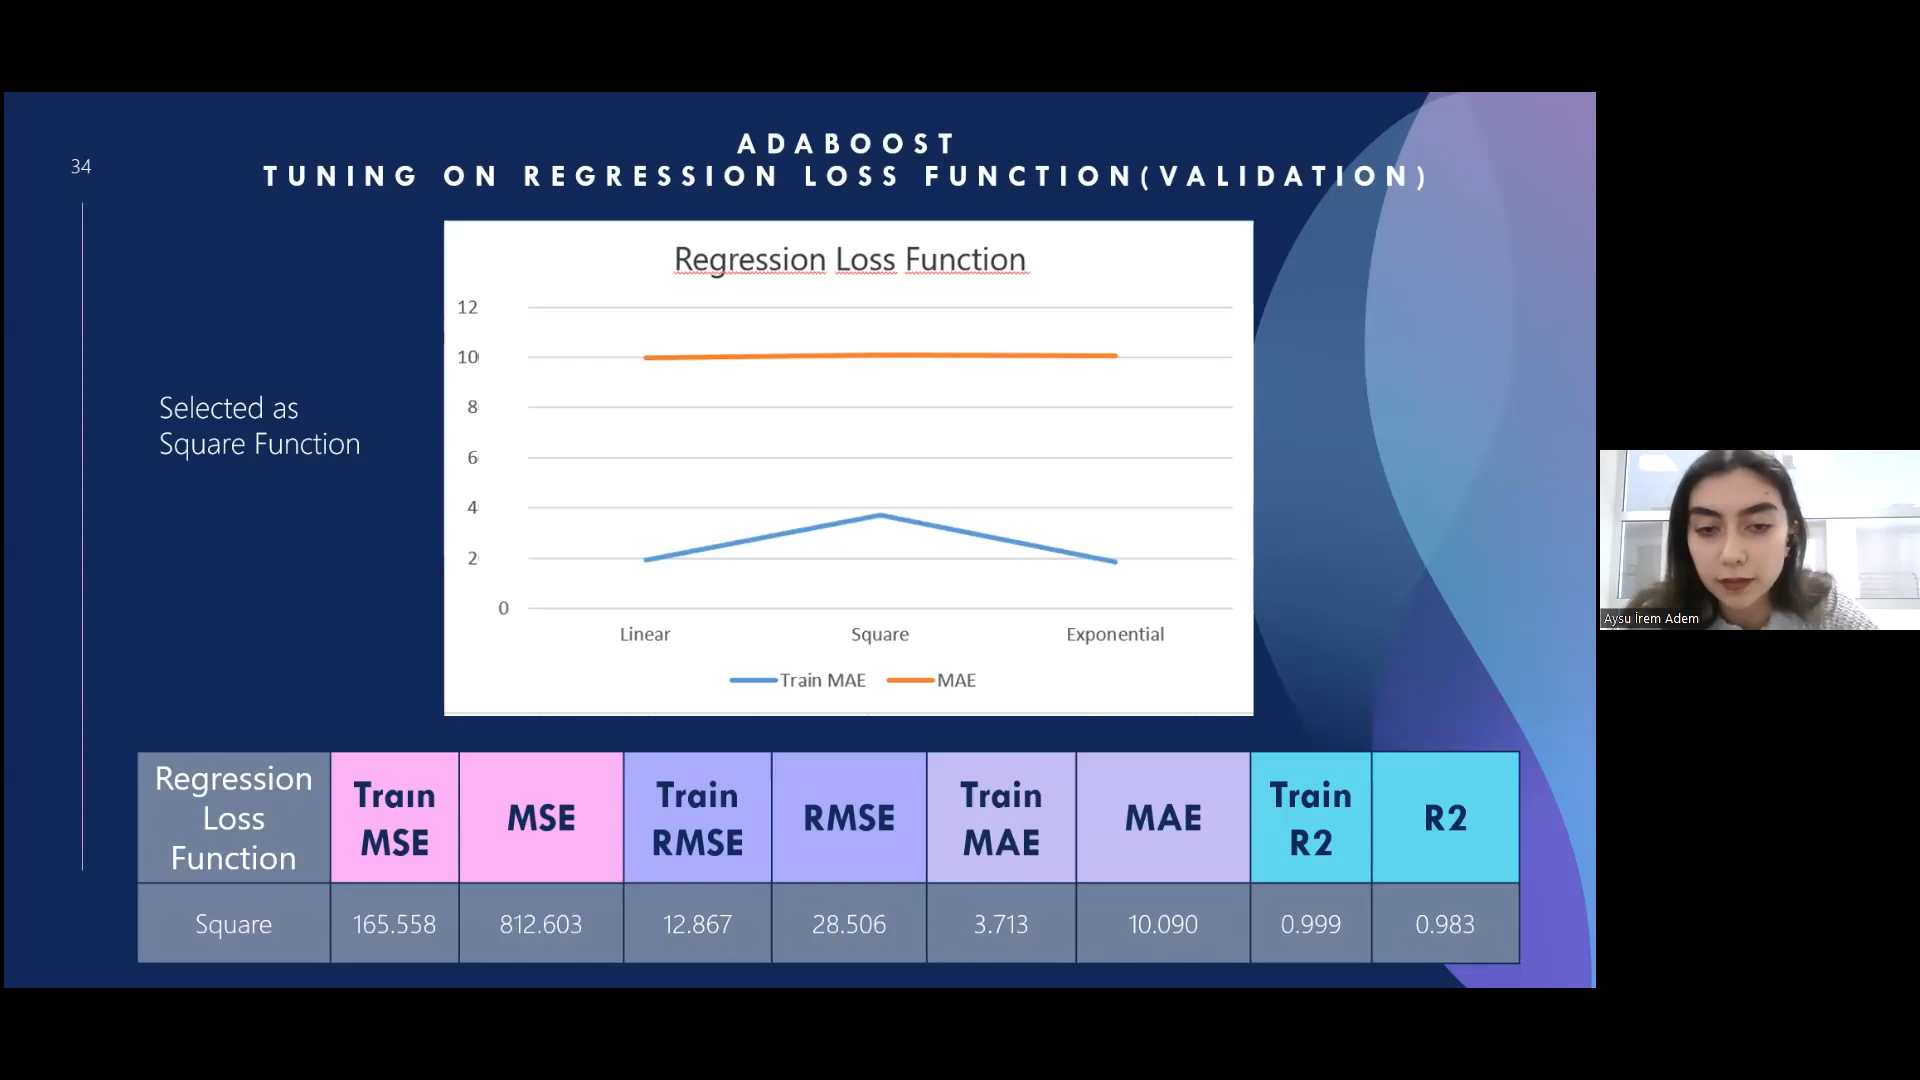 34
ADABOOST
TUNING ON REGRESSION LOSS FUNCTION(VALIDATION)
Selected as
Square Function
Regression Loss Function
12
10
8
6
4
2
0
Linear Square Exponential
Train MAE MAE
Regression Loss Function Traın MSE MSE Train RMSE RMSE Train MAE MAE Train R2 R2
Square 165.558 812.603 12.867 28.506 3.713 10.090 0.999 0.983
Aysu İrem Adem